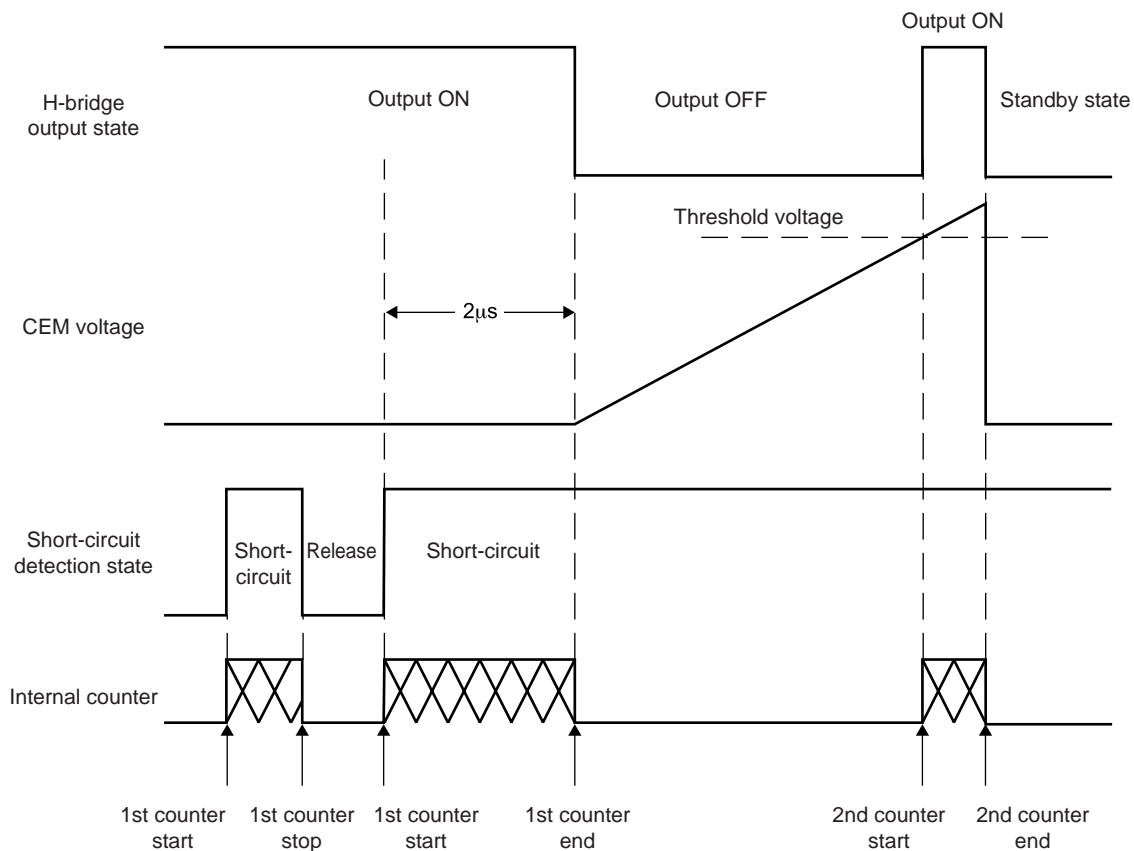 Output ON
H-bridge
output state
Output ON
Output OFF
Standby state
Threshold voltage
2μs
CEM voltage
Short-circuit
detection state
Short-
circuit
Release
Short-circuit
Internal counter
1st counter
start
1st counter
stop
1st counter
start
1st counter
end
2nd counter
start
2nd counter
end